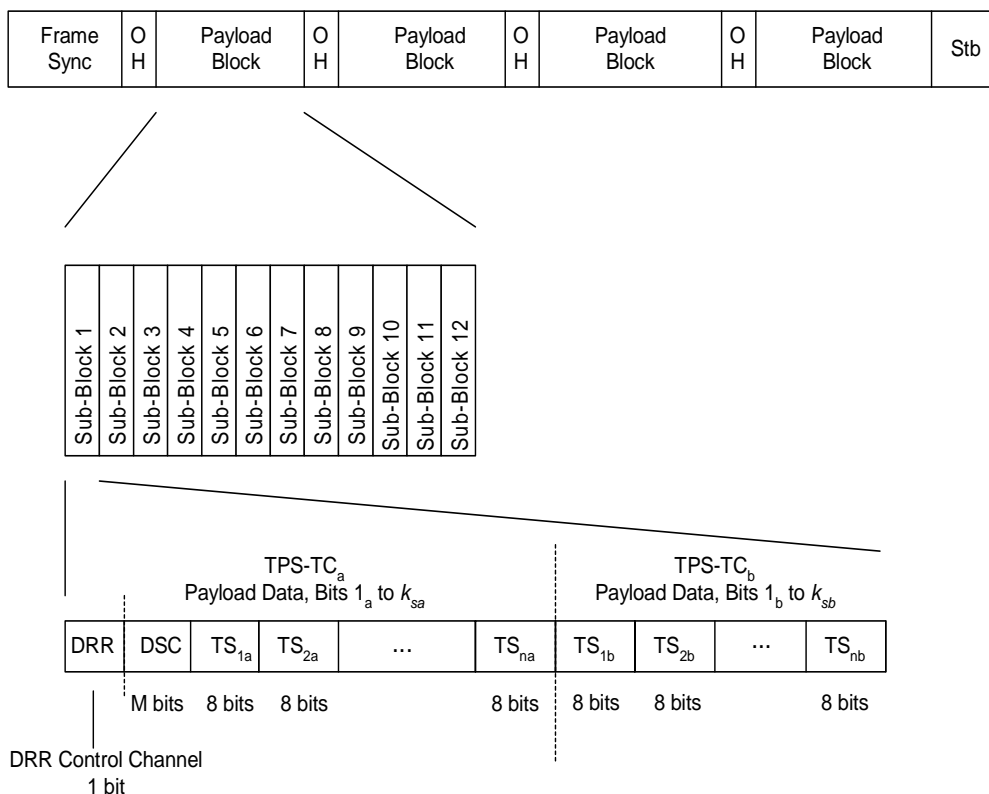 Frame Sync
O H
Payload Block
O H
Payload Block
O H
Payload Block
O H
Payload Block
Stb
Sub-Block 1
Sub-Block 2
Sub-Block 3
Sub-Block 4
Sub-Block 5
Sub-Block 6
Sub-Block 7
Sub-Block 8
Sub-Block 9
Sub-Block 10
Sub-Block 11
Sub-Block 12
TPS-TCa
Payload Data, Bits 1a to ksa
TPS-TCb
Payload Data, Bits 1b to ksb
DRR DSC TS1a TS2a ... TSna TS1b TS2b ... TSnb
M bits 8 bits 8 bits 8 bits 8 bits 8 bits 8 bits
DRR Control Channel
1 bit